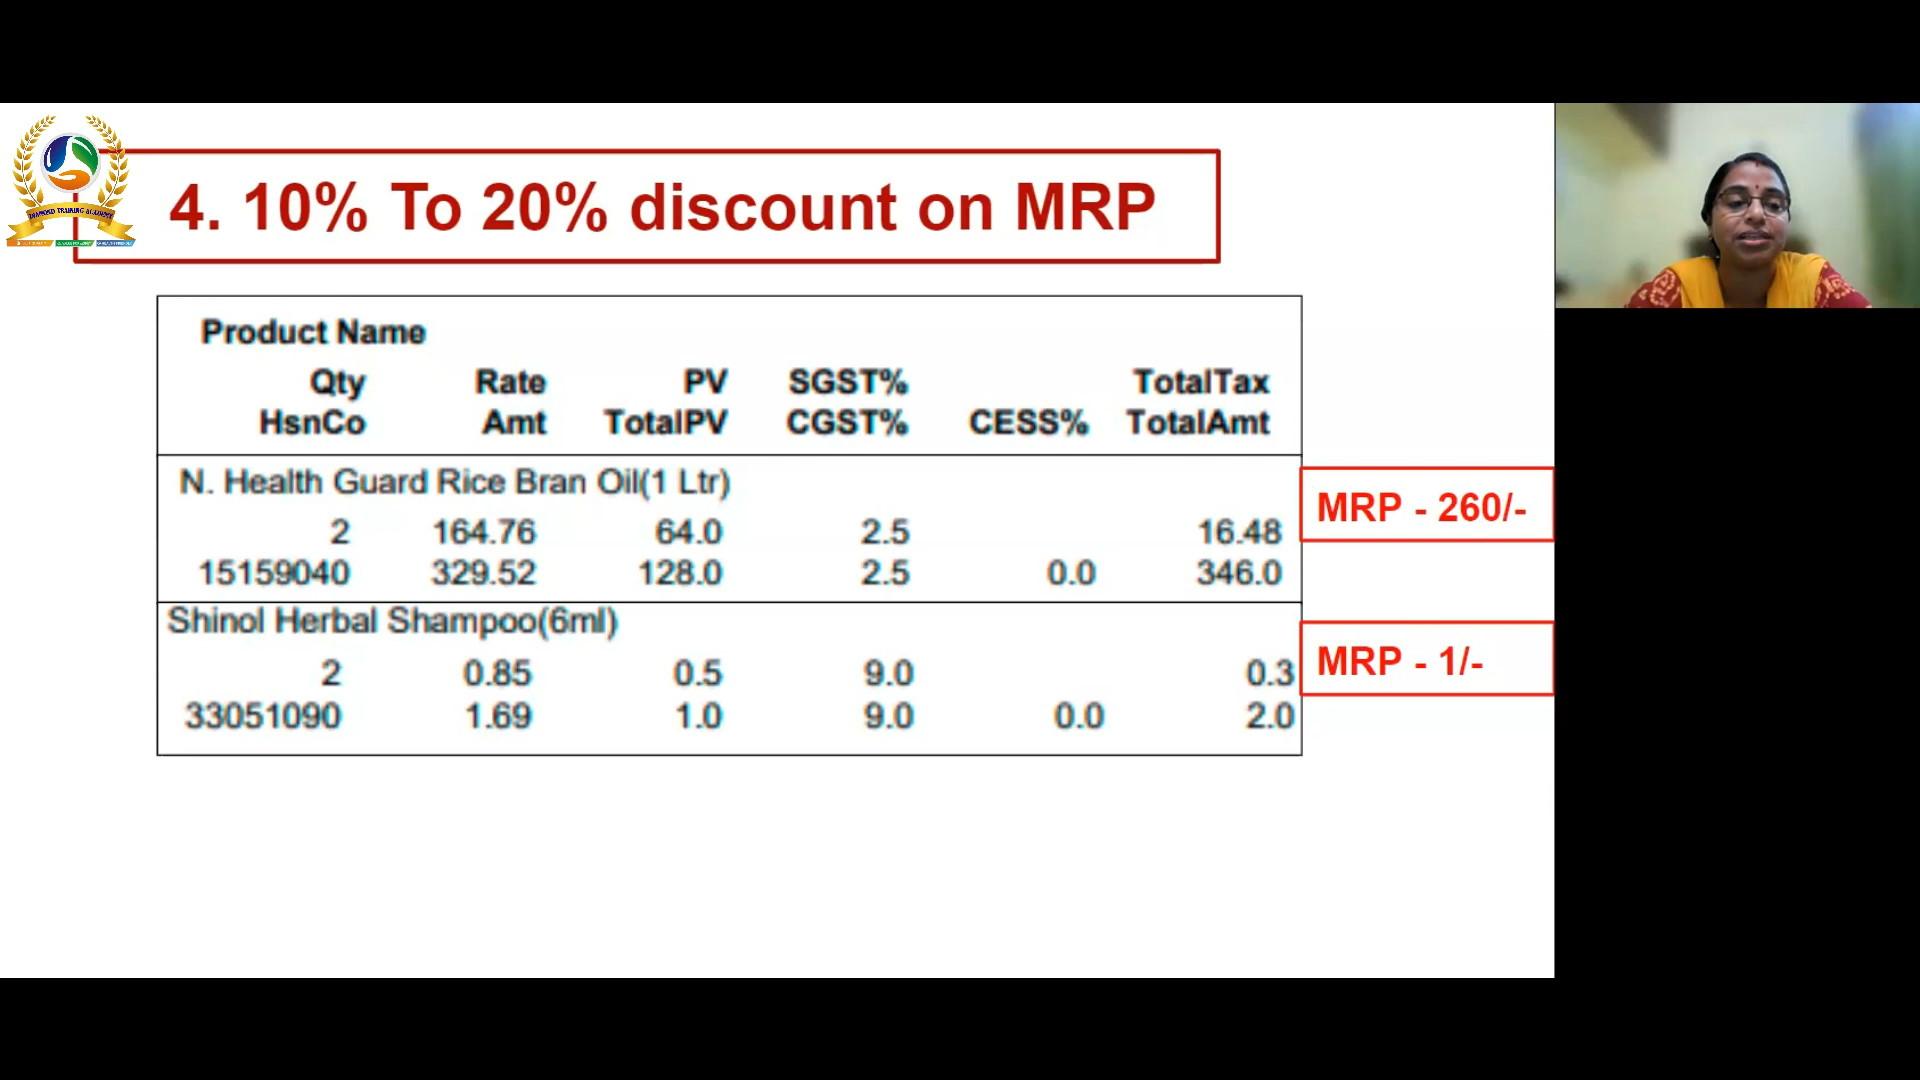 DIAMOND TRAINING ACADEMY
4. 10% To 20% discount on MRP
Product Name
Qty Rate PV SGST% TotalTax
HsnCo Amt TotalPV CGST% CESS% TotalAmt
N. Health Guard Rice Bran Oil(1 Ltr)
MRP - 260/-
2 164.76 64.0 2.5 16.48
15159040 329.52 128.0 2.5 0.0 346.0
Shinol Herbal Shampoo(6ml)
MRP - 1/-
2 0.85 0.5 9.0 0.3
33051090 1.69 1.0 9.0 0.0 2.0